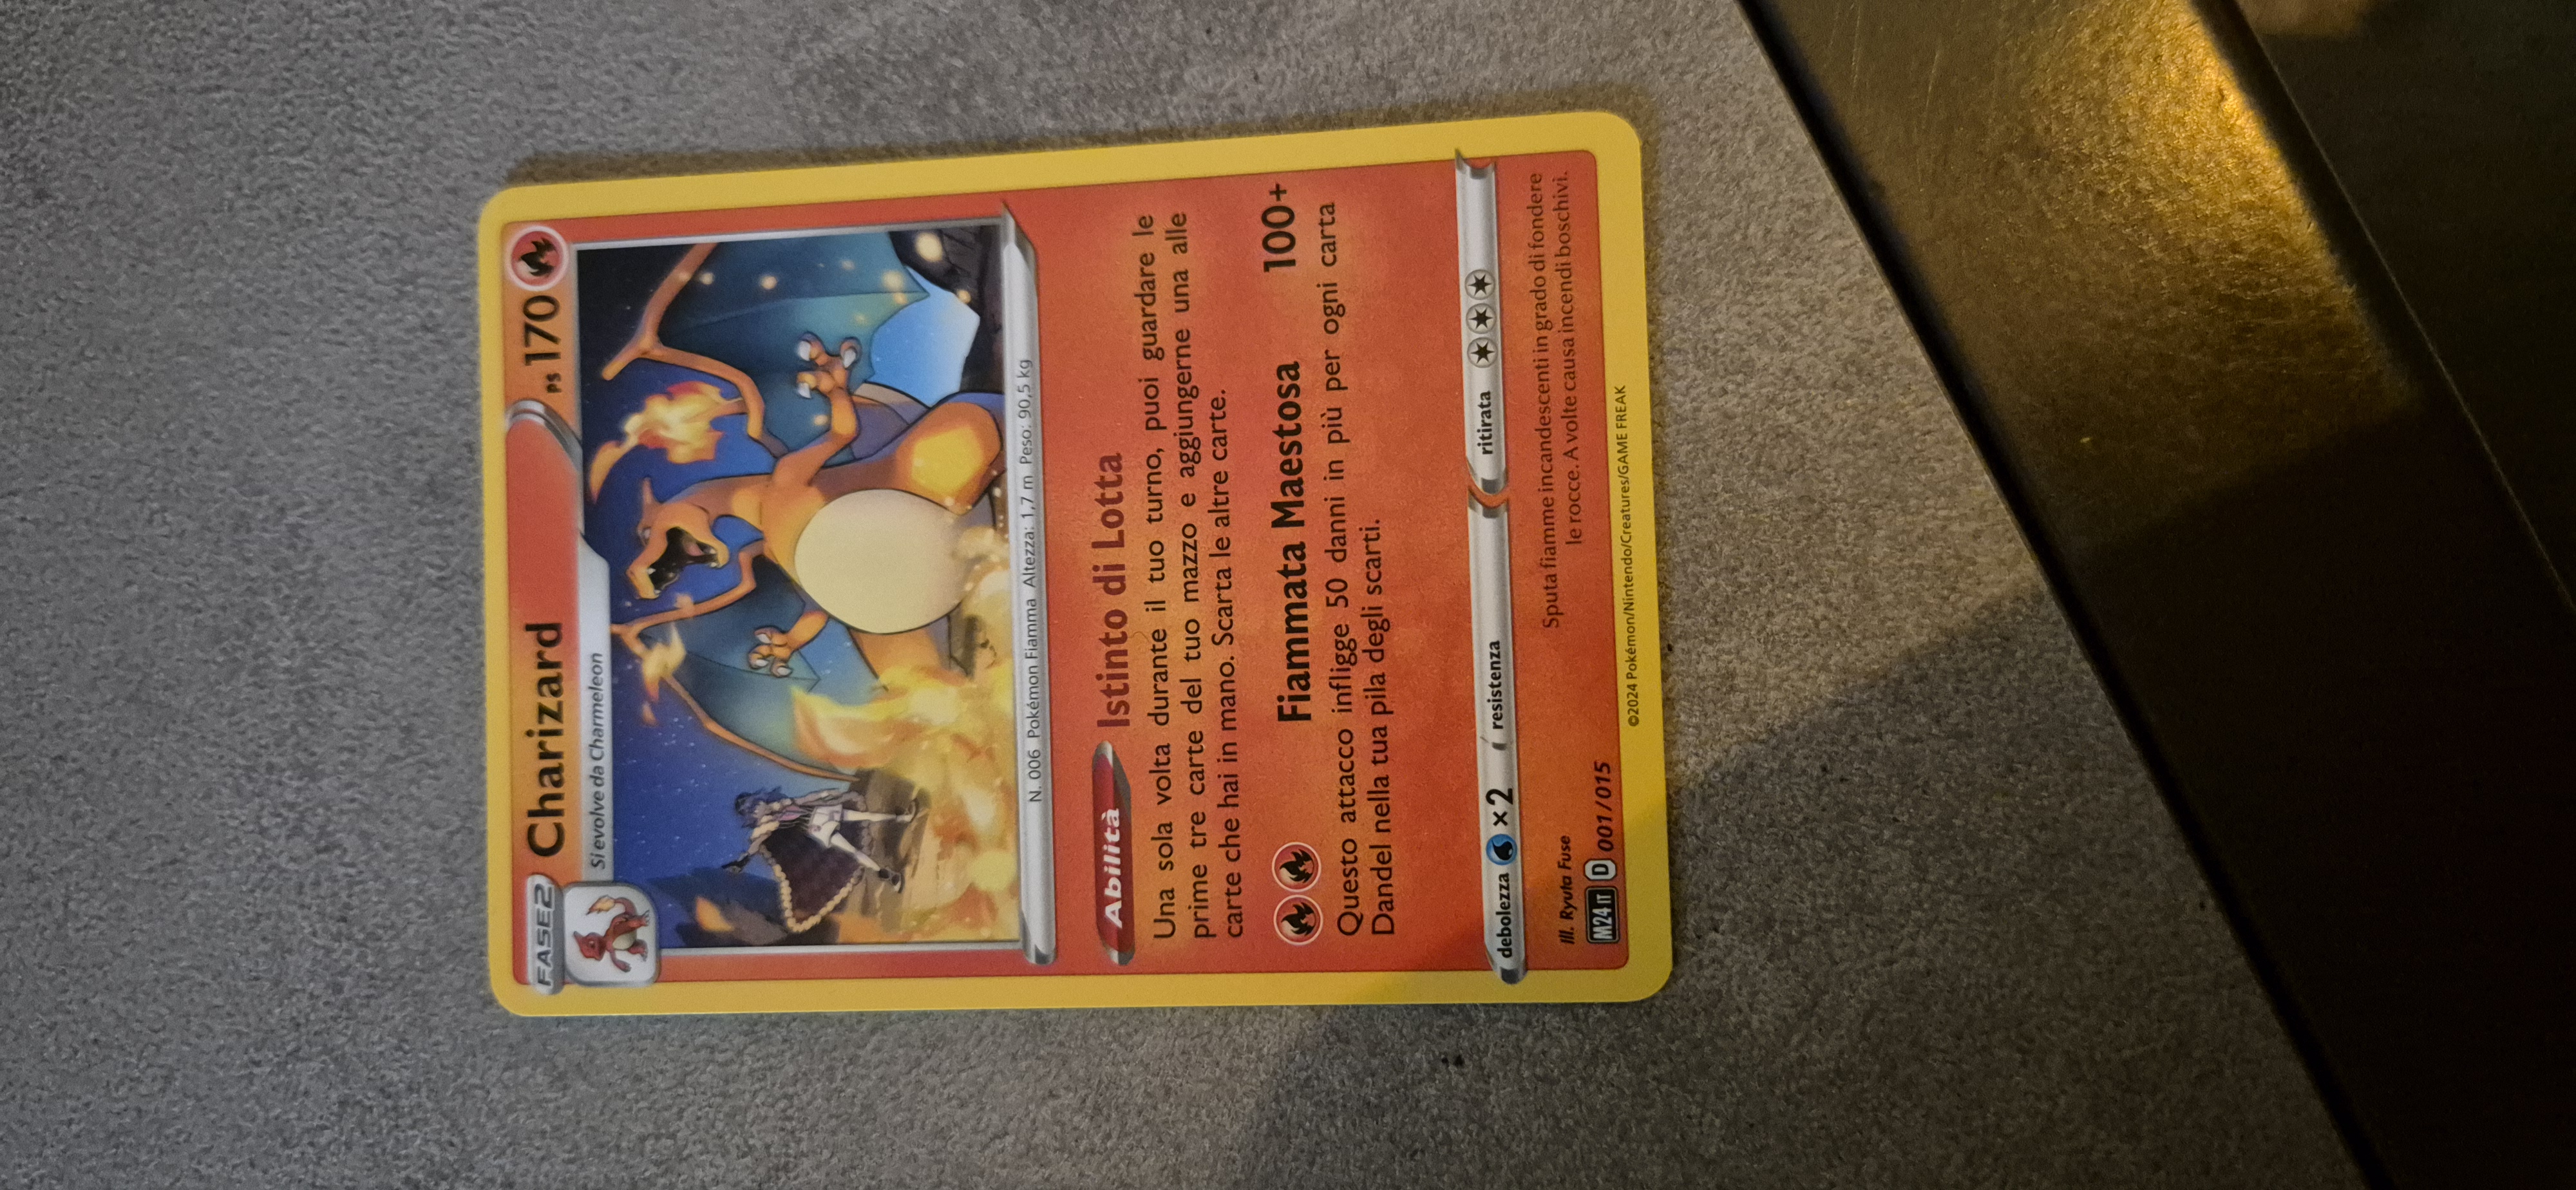 FASE2
Charizard
PS 170
Si evolve da Charmeleon
N. 006 Pokémon Fiamma Altezza: 1,7 m Peso: 90,5 kg
Abilità Istinto di Lotta
Una sola volta durante il tuo turno, puoi guardare le
prime tre carte del tuo mazzo e aggiungerne una alle
carte che hai in mano. Scarta le altre carte.
Fiammata Maestosa 100+
Questo attacco infligge 50 danni in più per ogni carta
Dandel nella tua pila degli scarti.
debolezza ×2 resistenza ritirata
Sputa fiamme incandescenti in grado di fondere
le rocce. A volte causa incendi boschivi.
Ill. Ryuta Fuse
M24 IT D 001/015
©2024 Pokémon/Nintendo/Creatures/GAME FREAK